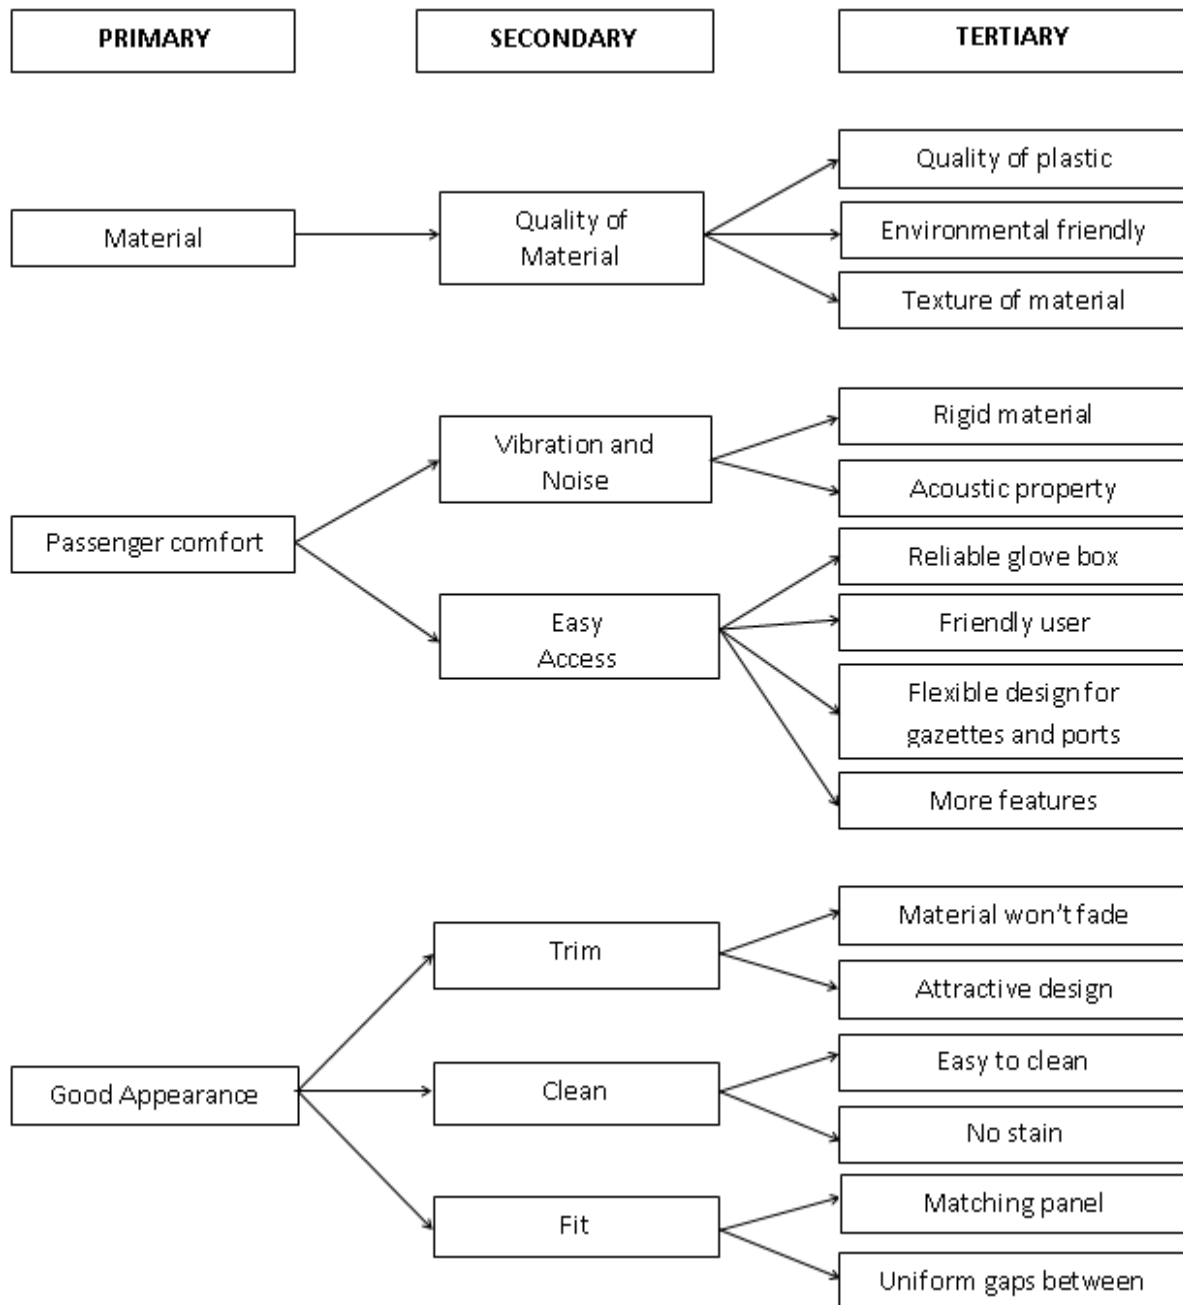 PRIMARY
SECONDARY
TERTIARY
Material
Quality of
Material
Quality of plastic
Environmental friendly
Texture of material
Passenger comfort
Vibration and
Noise
Rigid material
Acoustic property
Easy
Access
Reliable glove box
Friendly user
Flexible design for
gazettes and ports
More features
Good Appearance
Trim
Material won't fade
Attractive design
Clean
Easy to clean
No stain
Fit
Matching panel
Uniform gaps between